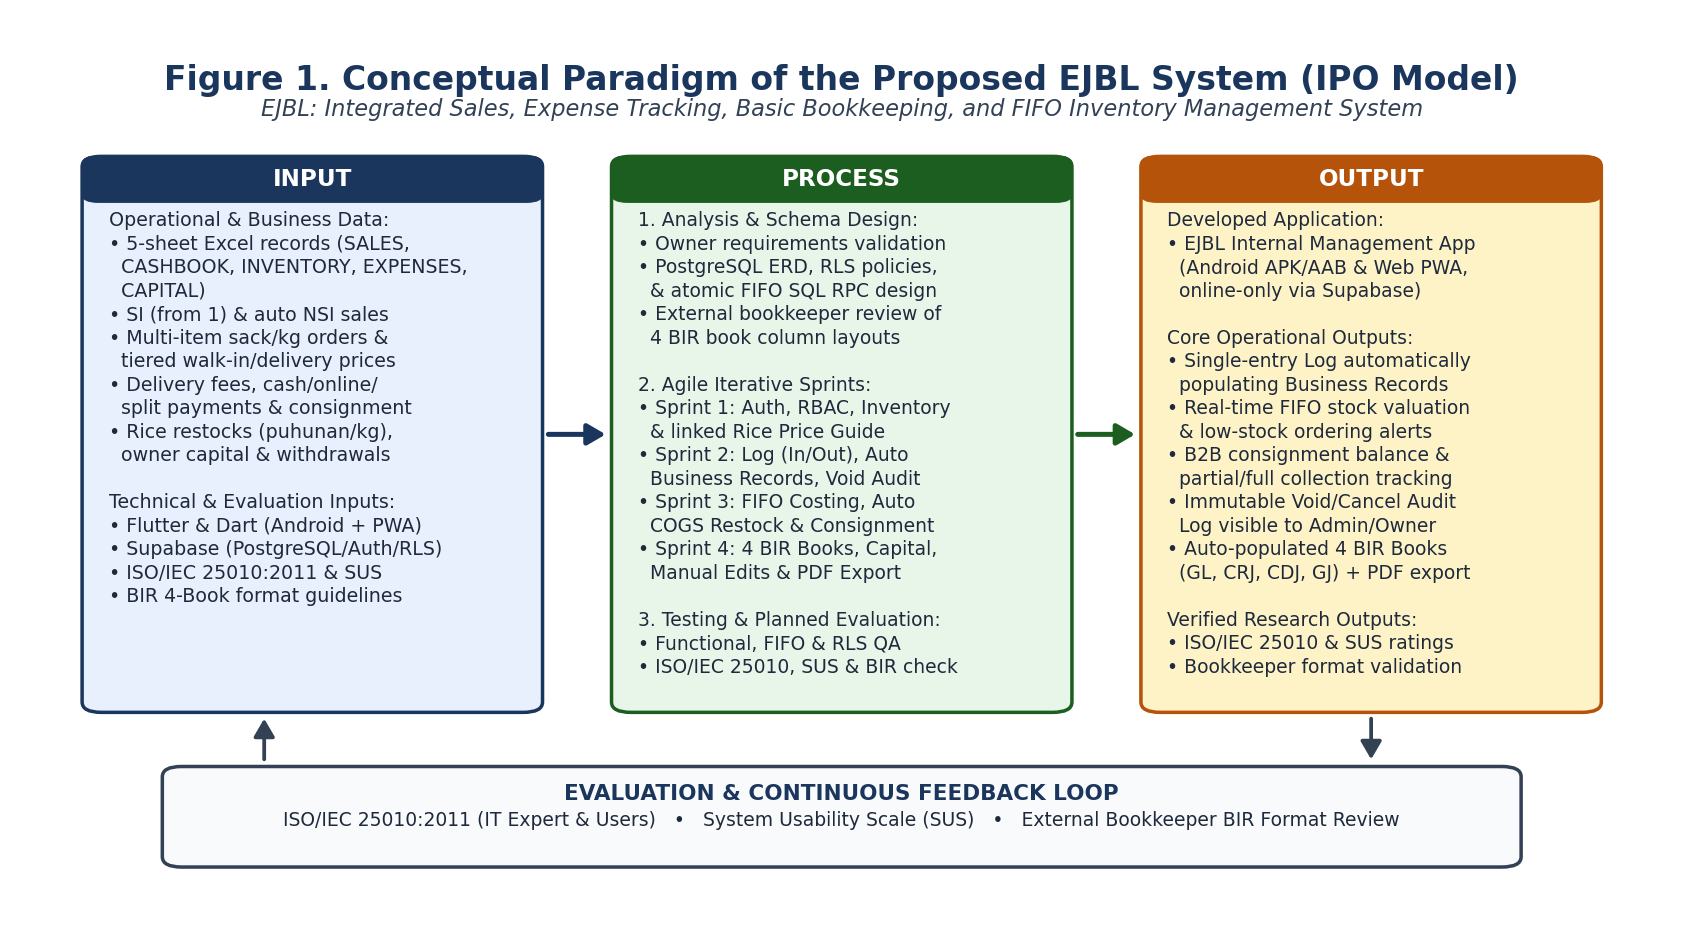 Figure 1. Conceptual Paradigm of the Proposed EJBL System (IPO Model)
EJBL: Integrated Sales, Expense Tracking, Basic Bookkeeping, and FIFO Inventory Management System
INPUT
Operational & Business Data:
• 5-sheet Excel records (SALES,
CASHBOOK, INVENTORY, EXPENSES,
CAPITAL)
• SI (from 1) & auto NSI sales
• Multi-item sack/kg orders &
tiered walk-in/delivery prices
• Delivery fees, cash/online/
split payments & consignment
• Rice restocks (puhunan/kg),
owner capital & withdrawals
Technical & Evaluation Inputs:
• Flutter & Dart (Android + PWA)
• Supabase (PostgreSQL/Auth/RLS)
• ISO/IEC 25010:2011 & SUS
• BIR 4-Book format guidelines
PROCESS
1. Analysis & Schema Design:
• Owner requirements validation
• PostgreSQL ERD, RLS policies,
& atomic FIFO SQL RPC design
• External bookkeeper review of
4 BIR book column layouts
2. Agile Iterative Sprints:
• Sprint 1: Auth, RBAC, Inventory
& linked Rice Price Guide
• Sprint 2: Log (In/Out), Auto
Business Records, Void Audit
• Sprint 3: FIFO Costing, Auto
COGS Restock & Consignment
• Sprint 4: 4 BIR Books, Capital,
Manual Edits & PDF Export
3. Testing & Planned Evaluation:
• Functional, FIFO & RLS QA
• ISO/IEC 25010, SUS & BIR check
OUTPUT
Developed Application:
• EJBL Internal Management App
(Android APK/AAB & Web PWA,
online-only via Supabase)
Core Operational Outputs:
• Single-entry Log automatically
populating Business Records
• Real-time FIFO stock valuation
& low-stock ordering alerts
• B2B consignment balance &
partial/full collection tracking
• Immutable Void/Cancel Audit
Log visible to Admin/Owner
• Auto-populated 4 BIR Books
(GL, CRJ, CDJ, GJ) + PDF export
Verified Research Outputs:
• ISO/IEC 25010 & SUS ratings
• Bookkeeper format validation
EVALUATION & CONTINUOUS FEEDBACK LOOP
ISO/IEC 25010:2011 (IT Expert & Users) • System Usability Scale (SUS) • External Bookkeeper BIR Format Review